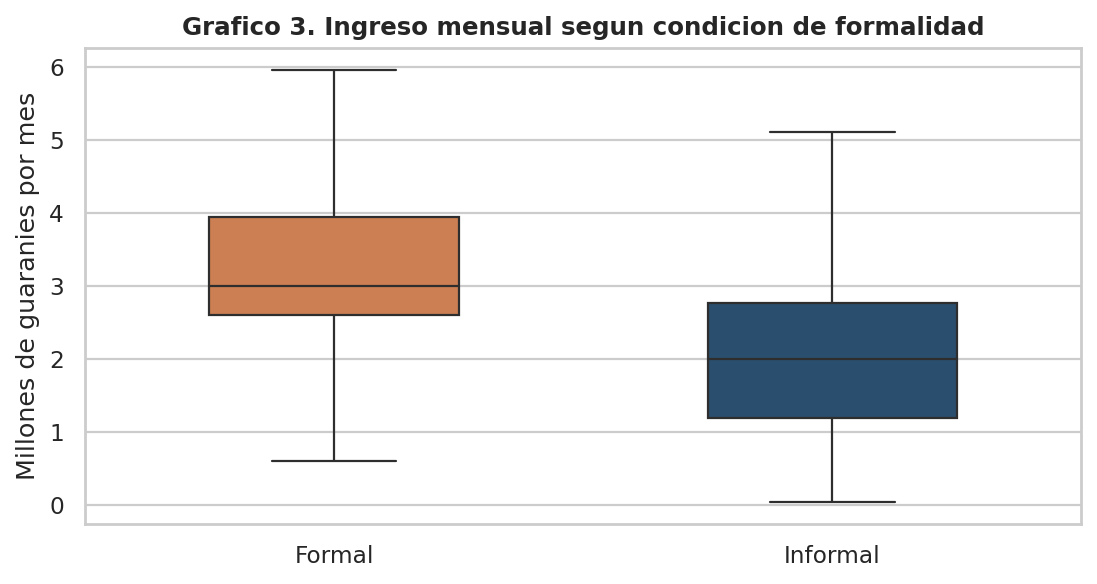 Grafico 3. Ingreso mensual segun condicion de formalidad
Millones de guaranies por mes
6
5
4
3
2
1
0
Formal
Informal